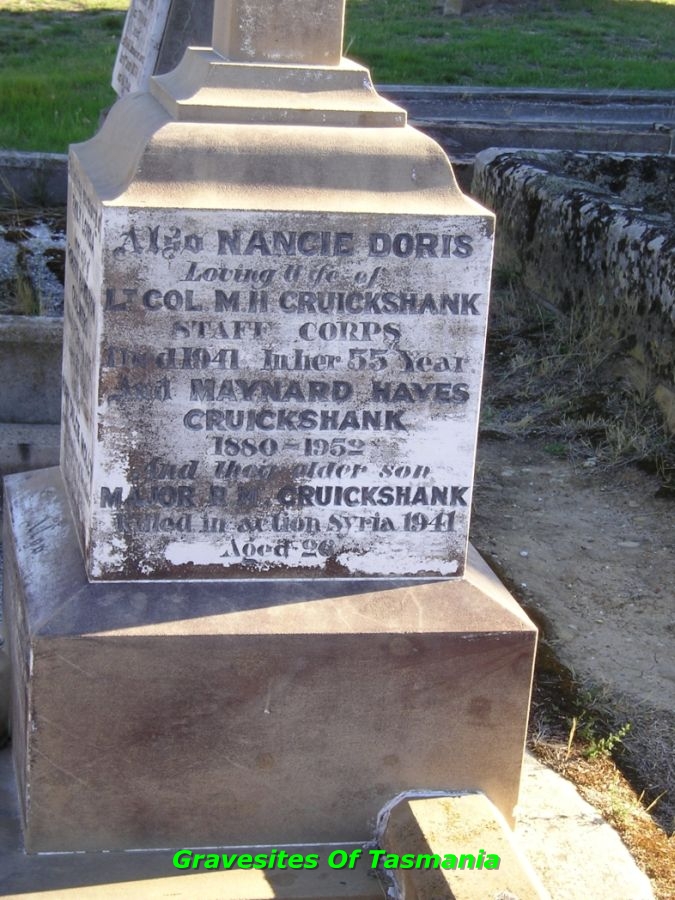 Also NANCIE DORIS
Loving Wife of
LT COL M H CRUICKSHANK
STAFF CORPS
Died 1941 In her 55 Year
And MAYNARD HAYES
CRUICKSHANK
1880-1952
And their older son
MAJOR M. CRUICKSHANK
Killed in action Syria 1941
Aged 26
Gravesites Of Tasmania